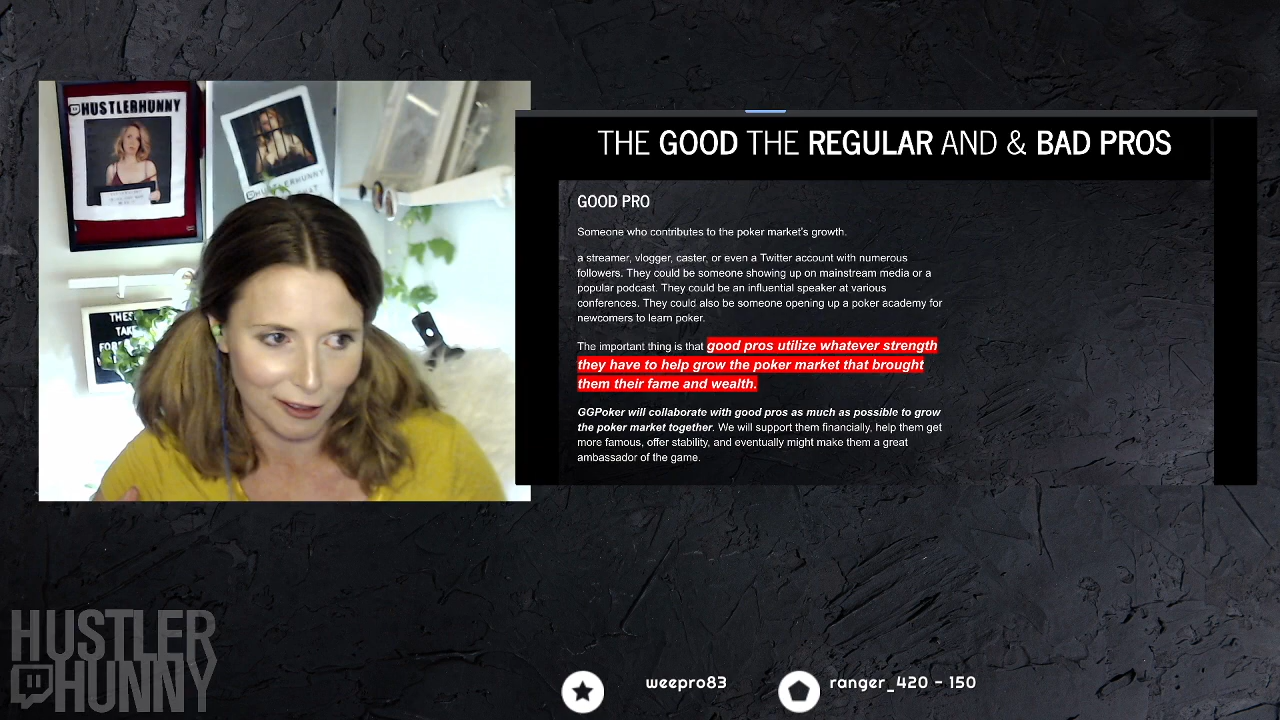 HUSTLERHUNNY
HUSTLERHUNNY
THESE
TAKE
THE GOOD THE REGULAR AND & BAD PROS
GOOD PRO
Someone who contributes to the poker market's growth.
a streamer, vlogger, caster, or even a Twitter account with numerous
followers. They could be someone showing up on mainstream media or a
popular podcast. They could be an influential speaker at various
conferences. They could also be someone opening up a poker academy for
newcomers to learn poker.
The important thing is that good pros utilize whatever strength
they have to help grow the poker market that brought
them their fame and wealth.
GGPoker will collaborate with good pros as much as possible to grow
the poker market together. We will support them financially, help them get
more famous, offer stability, and eventually might make them a great
ambassador of the game.
HUSTLER
HUNNY
weepro83
ranger_420 - 150